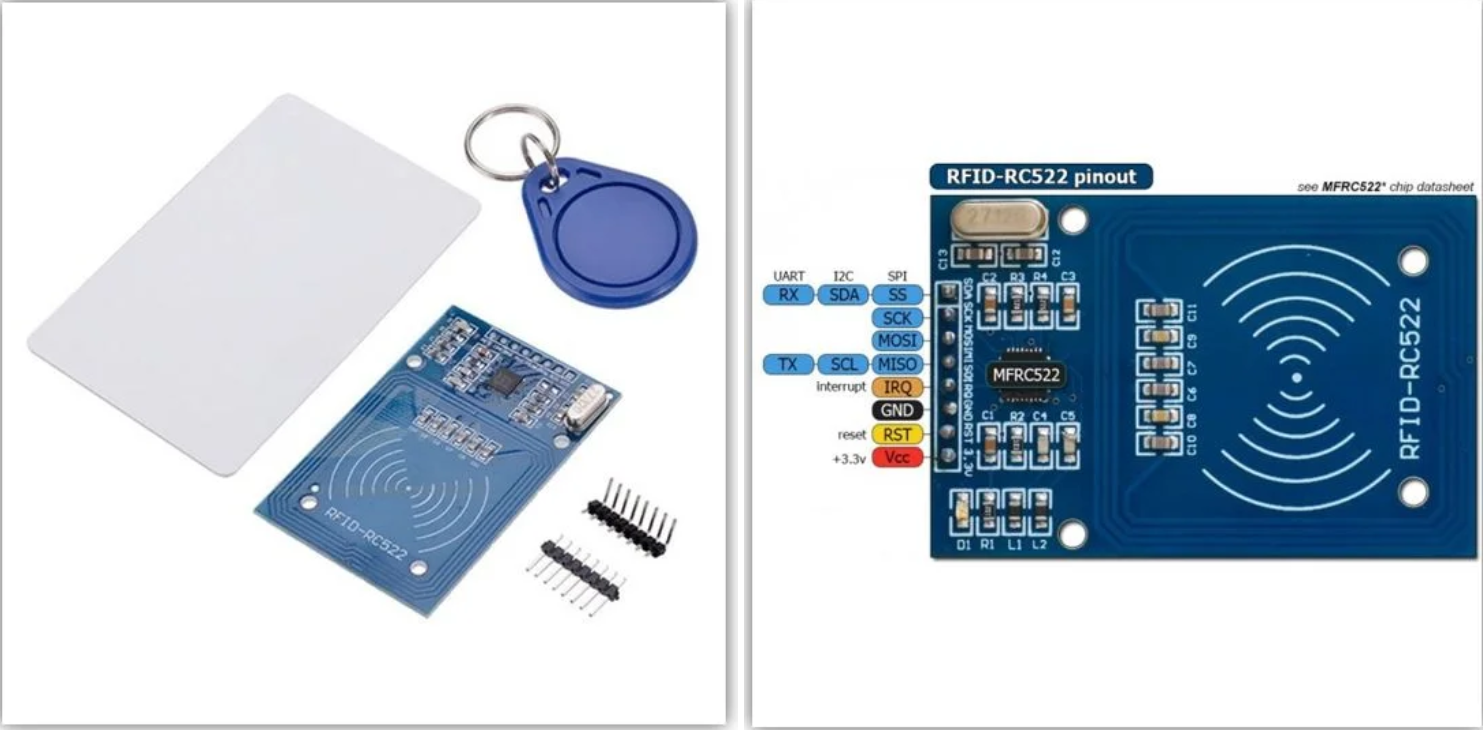 RFID-RC522
RFID-RC522 pinout
see MFRC522* chip datasheet
UART I2C SPI
RX SDA SS
SCK
MOSI
TX SCL MISO
interrupt IRQ
GND
reset RST
+3.3v Vcc
C13 C12
C2 R3 R4 C3
SDA SCK MOSI MISO IRQ GND RST 3.3V
MFRC522
C1 R2 C4 C5
D1 R1 L1 L2
C11
C9
C7
C6
C8
C10
RFID-RC522